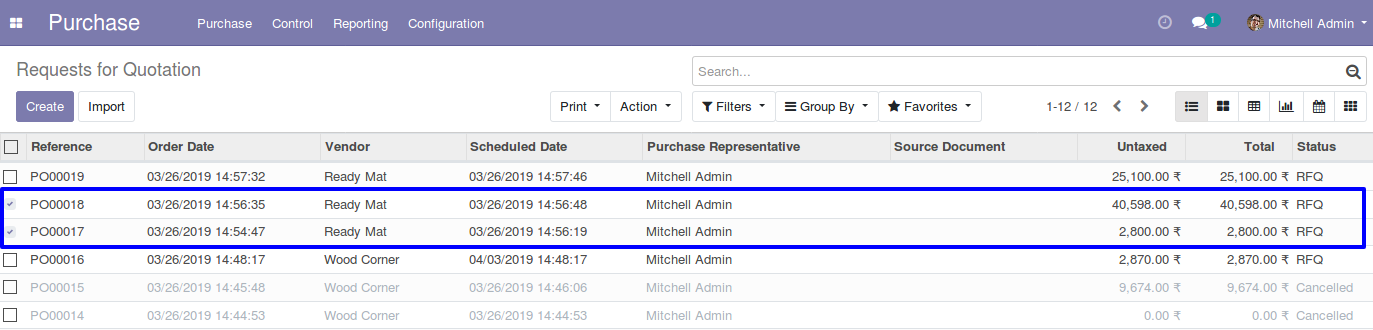 Purchase Purchase Control Reporting Configuration 1 Mitchell Admin
Requests for Quotation Search...
Create Import Print Action Filters Group By Favorites 1-12 / 12
Reference Order Date Vendor Scheduled Date Purchase Representative Source Document Untaxed Total Status
PO00019 03/26/2019 14:57:32 Ready Mat 03/26/2019 14:57:46 Mitchell Admin 25,100.00 ₹ 25,100.00 ₹ RFQ
PO00018 03/26/2019 14:56:35 Ready Mat 03/26/2019 14:56:48 Mitchell Admin 40,598.00 ₹ 40,598.00 ₹ RFQ
PO00017 03/26/2019 14:54:47 Ready Mat 03/26/2019 14:56:19 Mitchell Admin 2,800.00 ₹ 2,800.00 ₹ RFQ
PO00016 03/26/2019 14:48:17 Wood Corner 04/03/2019 14:48:17 Mitchell Admin 2,870.00 ₹ 2,870.00 ₹ RFQ
PO00015 03/26/2019 14:45:48 Wood Corner 03/26/2019 14:46:06 Mitchell Admin 9,674.00 ₹ 9,674.00 ₹ Cancelled
PO00014 03/26/2019 14:44:53 Wood Corner 03/26/2019 14:44:53 Mitchell Admin 0.00 ₹ 0.00 ₹ Cancelled